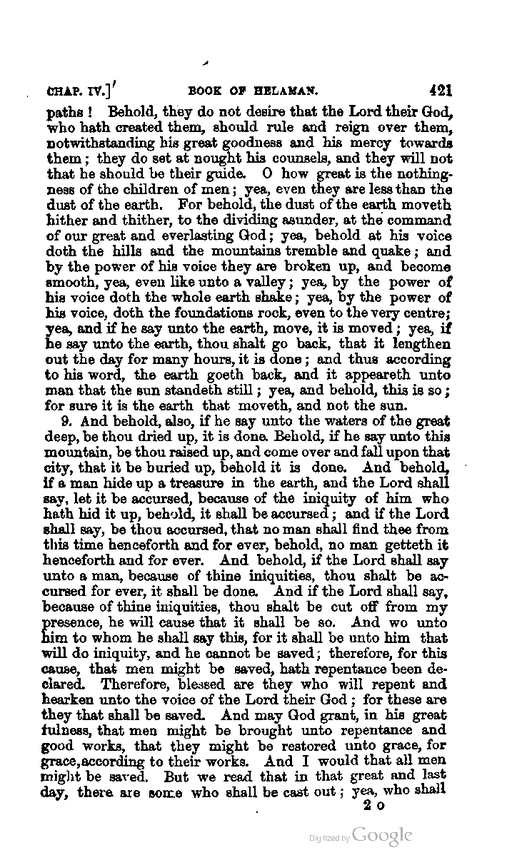 CHAP. IV.] BOOK OF HELAMAN. 421
paths! Behold, they do not desire that the Lord their God,
who hath created them, should rule and reign over them,
notwithstanding his great goodness and his mercy towards
them; they do set at nought his counsels, and they will not
that he should be their guide. O how great is the nothing-
ness of the children of men; yea, even they are less than the
dust of the earth. For behold, the dust of the earth moveth
hither and thither, to the dividing asunder, at the command
of our great and everlasting God; yea, behold at his voice
doth the hills and the mountains tremble and quake; and
by the power of his voice they are broken up, and become
smooth, yea, even like unto a valley; yea, by the power of
his voice doth the whole earth shake; yea, by the power of
his voice, doth the foundations rock, even to the very centre;
yea, and if he say unto the earth, move, it is moved; yea, if
he say unto the earth, thou shalt go back, that it lengthen
out the day for many hours, it is done; and thus according
to his word, the earth goeth back, and it appeareth unto
man that the sun standeth still; yea, and behold, this is so;
for sure it is the earth that moveth, and not the sun.
9. And behold, also, if he say unto the waters of the great
deep, be thou dried up, it is done. Behold, if he say unto this
mountain, be thou raised up, and come over and fall upon that
city, that it be buried up, behold it is done. And behold,
if a man hide up a treasure in the earth, and the Lord shall
say, let it be accursed, because of the iniquity of him who
hath hid it up, behold, it shall be accursed; and if the Lord
shall say, be thou accursed, that no man shall find thee from
this time henceforth and for ever, behold, no man getteth it
henceforth and for ever. And behold, if the Lord shall say
unto a man, because of thine iniquities, thou shalt be ac-
cursed for ever, it shall be done. And if the Lord shall say,
because of thine iniquities, thou shalt be cut off from my
presence, he will cause that it shall be so. And wo unto
him to whom he shall say this, for it shall be unto him that
will do iniquity, and he cannot be saved; therefore, for this
cause, that men might be saved, hath repentance been de-
clared. Therefore, blessed are they who will repent and
hearken unto the voice of the Lord their God; for these are
they that shall be saved. And may God grant, in his great
fulness, that men might be brought unto repentance and
good works, that they might be restored unto grace, for
grace, according to their works. And I would that all men
might be saved. But we read that in that great and last
day, there are some who shall be cast out; yea, who shall
2 O
Digitized by Google